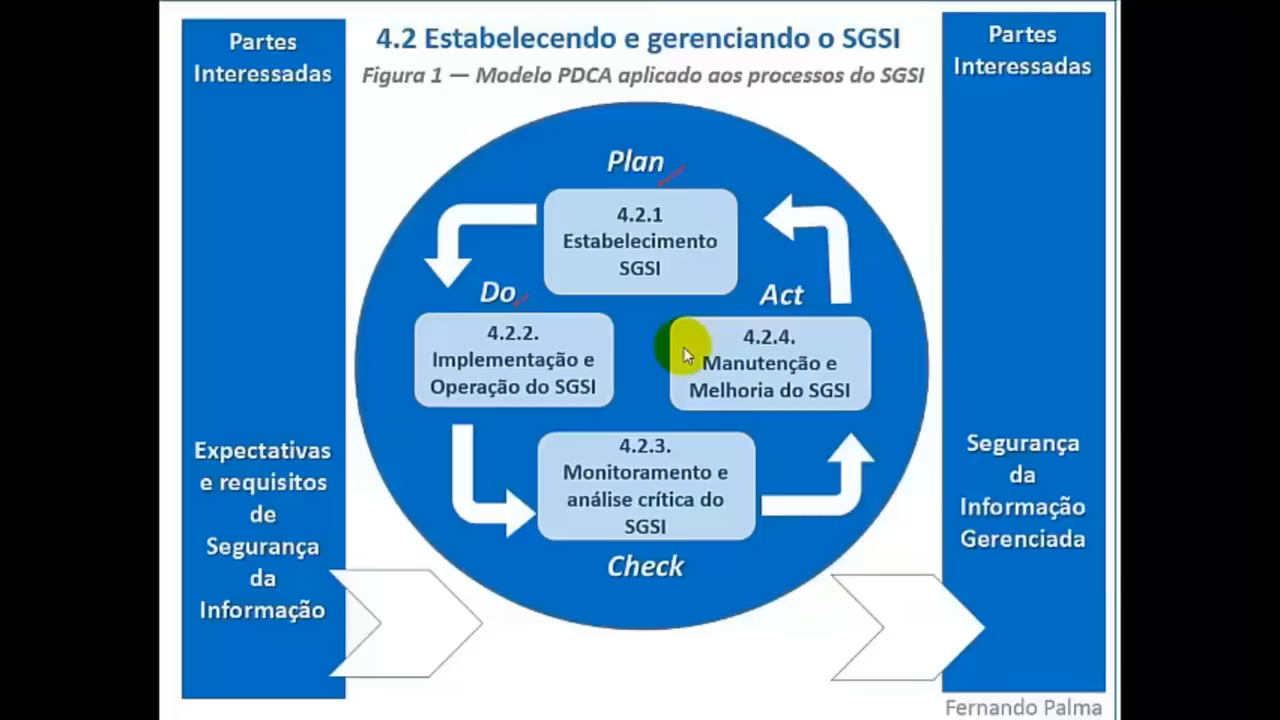 Partes
Interessadas
4.2 Estabelecendo e gerenciando o SGSI
Figura 1 — Modelo PDCA aplicado aos processos do SGSI
Partes
Interessadas
Plan
4.2.1
Estabelecimento
SGSI
Do
4.2.2.
Implementação e
Operação do SGSI
Act
4.2.4.
Manutenção e
Melhoria do SGSI
4.2.3.
Monitoramento e
análise crítica do
SGSI
Check
Expectativas
e requisitos
de
Segurança
da
Informação
Segurança
da
Informação
Gerenciada
Fernando Palma